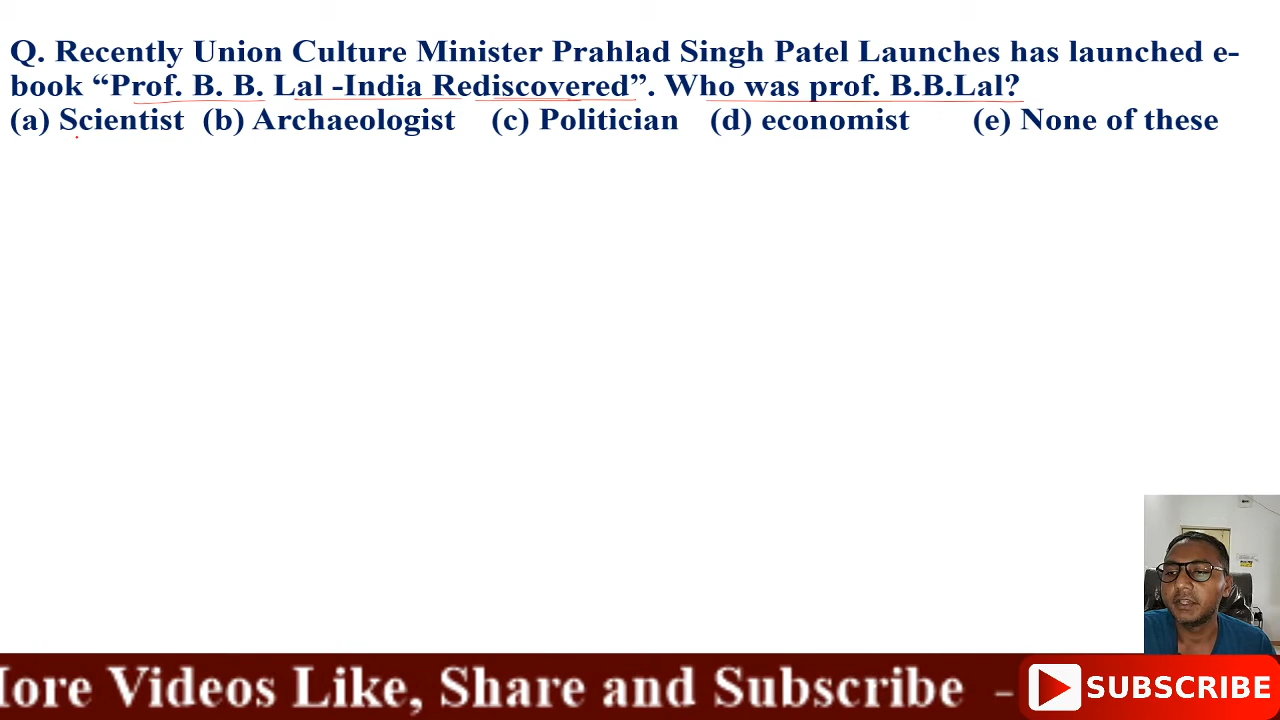 Q. Recently Union Culture Minister Prahlad Singh Patel Launches has launched e-
book “Prof. B. B. Lal -India Rediscovered”. Who was prof. B.B.Lal?
(a) Scientist (b) Archaeologist (c) Politician (d) economist (e) None of these
More Videos Like, Share and Subscribe - SUBSCRIBE